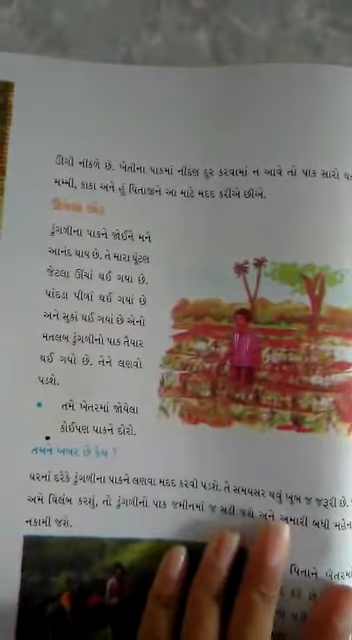 ઊગી નીકળે છે. ખેતીના પાકમાં નીંદણ દૂર કરવામાં ન આવે તો પાક સારો
મમ્મી, કાકા અને હું પિતાજીને આ માટે મદદ કરીએ છીએ.
ડુંગળીના પાકને જોઈને મને
આનંદ થાય છે. તે મારા ઘૂંટણ
જેટલા ઊંચાં થઈ ગયા છે.
પાંદડા પીળાં થઈ ગયાં છે
અને સૂકાં થઈ ગયાં છે એનો
મતલબ ડુંગળીનો પાક તૈયાર
થઈ ગયો છે. તેને લણવો
પડશે.
• તમે ખેતરમાં જોયેલા
કોઈપણ પાકને દોરો.
તમને ખબર છે કેમ ?
ઘરનાં દરેકે ડુંગળીના પાકને લણવા મદદ કરવી પડશે. તે સમયસર થવું ખૂબ જ જરૂરી છે.
અમે વિલંબ કરશું, તો ડુંગળીનો પાક જમીનમાં જ સડી જશે અને અમારી બધી
નકામી જશે.
પિતાને